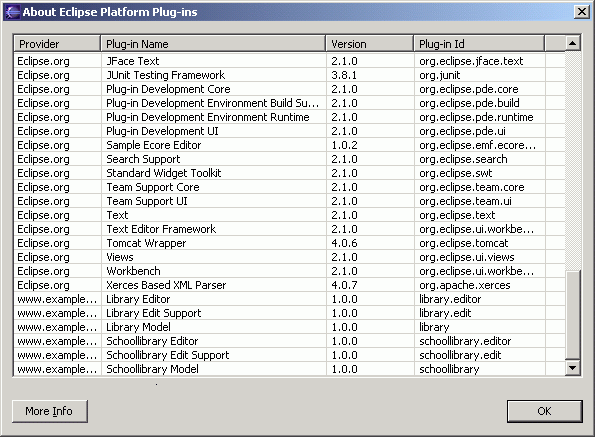 About Eclipse Platform Plug-ins
Provider Plug-in Name Version Plug-in Id
Eclipse.org JFace Text 2.1.0 org.eclipse.jface.text
Eclipse.org JUnit Testing Framework 3.8.1 org.junit
Eclipse.org Plug-in Development Core 2.1.0 org.eclipse.pde.core
Eclipse.org Plug-in Development Environment Build Su... 2.1.0 org.eclipse.pde.build
Eclipse.org Plug-in Development Environment Runtime 2.1.0 org.eclipse.pde.runtime
Eclipse.org Plug-in Development UI 2.1.0 org.eclipse.pde.ui
Eclipse.org Sample Ecore Editor 1.0.2 org.eclipse.emf.ecore...
Eclipse.org Search Support 2.1.0 org.eclipse.search
Eclipse.org Standard Widget Toolkit 2.1.0 org.eclipse.swt
Eclipse.org Team Support Core 2.1.0 org.eclipse.team.core
Eclipse.org Team Support UI 2.1.0 org.eclipse.team.ui
Eclipse.org Text 2.1.0 org.eclipse.text
Eclipse.org Text Editor Framework 2.1.0 org.eclipse.ui.workbe...
Eclipse.org Tomcat Wrapper 4.0.6 org.eclipse.tomcat
Eclipse.org Views 2.1.0 org.eclipse.ui.views
Eclipse.org Workbench 2.1.0 org.eclipse.ui.workbe...
Eclipse.org Xerces Based XML Parser 4.0.7 org.apache.xerces
www.example... Library Editor 1.0.0 library.editor
www.example... Library Edit Support 1.0.0 library.edit
www.example... Library Model 1.0.0 library
www.example... Schoollibrary Editor 1.0.0 schoollibrary.editor
www.example... Schoollibrary Edit Support 1.0.0 schoollibrary.edit
www.example... Schoollibrary Model 1.0.0 schoollibrary
More Info OK